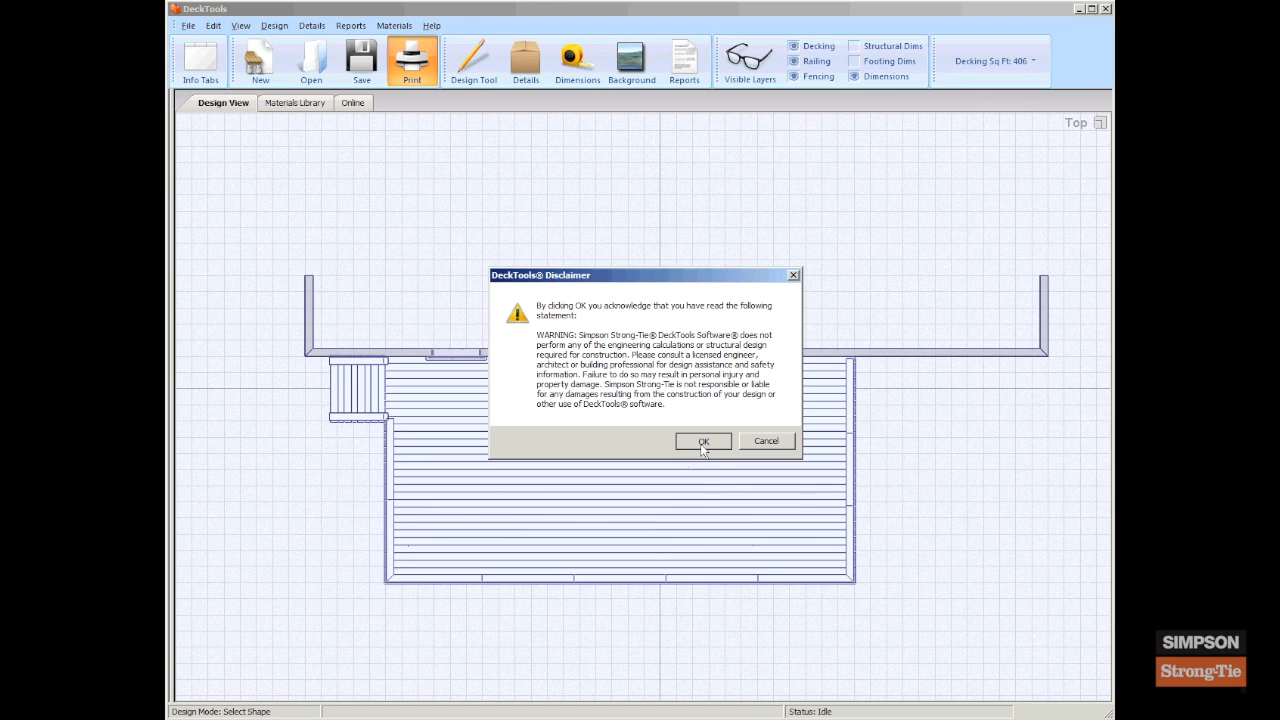 DeckTools
File Edit View Design Details Reports Materials Help
Info Tabs New Open Save Print Design Tool Details Dimensions Background Reports Visible Layers
Decking Structural Dims
Railing Footing Dims
Fencing Dimensions
Decking Sq Ft: 406
Design View Materials Library Online
Top
DeckTools® Disclaimer
By clicking OK you acknowledge that you have read the following
statement:
WARNING: Simpson Strong-Tie® DeckTools Software® does not
perform any of the engineering calculations or structural design
required for construction. Please consult a licensed engineer,
architect or building professional for design assistance and safety
information. Failure to do so may result in personal injury and
property damage. Simpson Strong-Tie is not responsible or liable
for any damages resulting from the construction of your design or
other use of DeckTools® software.
OK Cancel
SIMPSON
Strong-Tie
Design Mode: Select Shape Status: Idle